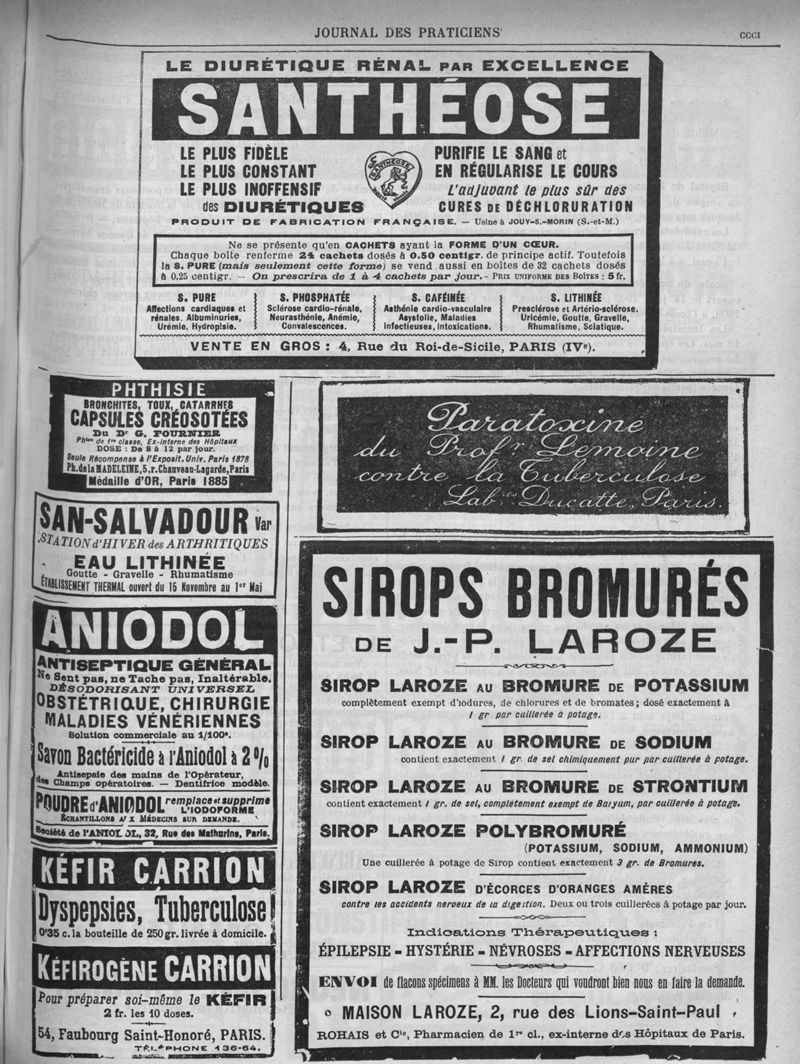 JOURNAL DES PRATICIENS
CCCI
LE DIURÉTIQUE RÉNAL PAR EXCELLENCE
SANTHÉOSE
LE PLUS FIDÈLE
LE PLUS CONSTANT
LE PLUS INOFFENSIF
des DIURÉTIQUES
SANTHÉOSE
PURIFIE LE SANG et
EN RÉGULARISE LE COURS
L'adjuvant le plus sûr des
CURES DE DÉCHLORURATION
PRODUIT DE FABRICATION FRANÇAISE. — Usine à JOUY-S.-MORIN (S.-et-M.)
Ne se présente qu'en CACHETS ayant la FORME D'UN CŒUR.
Chaque boîte renferme 24 cachets dosés à 0.50 centigr. de principe actif. Toutefois
la S. PURE (mais seulement cette forme) se vend aussi en boîtes de 32 cachets dosés
à 0.25 centigr. — On prescrira de 1 à 4 cachets par jour. - PRIX UNIFORME DES BOÎTES : 5 fr.
S. PURE
Affections cardiaques et
rénales. Albuminuries,
Urémie, Hydropisie.
S. PHOSPHATÉE
Sclérose cardio-rénale,
Neurasthénie, Anémie,
Convalescences.
S. CAFÉINÉE
Asthénie cardio-vasculaire
Asystolie, Maladies
Infectieuses, Intoxications.
S. LITHINÉE
Presclérose et Artério-sclérose.
Uricémie, Goutte, Gravelle,
Rhumatisme, Sciatique.
VENTE EN GROS : 4, Rue du Roi-de-Sicile, PARIS (IVe).
PHTHISIE
BRONCHITES, TOUX, CATARRHES
CAPSULES CRÉOSOTÉES
Du Dr G. FOURNIER
Phien de 1re classe, Ex-interne des Hôpitaux
DOSE : De 8 à 12 par jour.
Seule Récompense à l'Exposit. Univ. Paris 1878
Ph. de la MADELEINE, 5, r. Chauveau-Lagarde, Paris
Médaille d'OR, Paris 1885
SAN-SALVADOUR Var
STATION d'HIVER des ARTHRITIQUES
EAU LITHINÉE
Goutte - Gravelle - Rhumatisme
ÉTABLISSEMENT THERMAL ouvert du 15 Novembre au 1er Mai
ANIODOL
ANTISEPTIQUE GÉNÉRAL
Ne Sent pas, ne Tache pas, Inaltérable.
DÉSODORISANT UNIVERSEL
OBSTÉTRIQUE, CHIRURGIE
MALADIES VÉNÉRIENNES
Solution commerciale au 1/100e.
Savon Bactéricide à l'Aniodol à 2 %
Antisepsie des mains de l'Opérateur,
des Champs opératoires. — Dentifrice modèle.
POUDRE d'ANIODOL remplace et supprime
L'IODOFORME
ÉCHANTILLONS AUX MÉDECINS SUR DEMANDE.
Société de l'ANIODOL, 32, Rue des Mathurins, Paris.
KÉFIR CARRION
Dyspepsies, Tuberculose
0'35 c. la bouteille de 250 gr. livrée à domicile.
KÉFIROGÈNE CARRION
Pour préparer soi-même le KÉFIR
2 fr. les 10 doses.
54, Faubourg Saint-Honoré, PARIS.
TÉLÉPHONE 136-64.
Paratoxine
du Profr Lemoine
contre la Tuberculose
Labres Ducatte, Paris.
SIROPS BROMURÉS
DE J.-P. LAROZE
SIROP LAROZE AU BROMURE DE POTASSIUM
complètement exempt d'iodures, de chlorures et de bromates ; dosé exactement à
1 gr par cuillerée à potage.
SIROP LAROZE AU BROMURE DE SODIUM
contient exactement 1 gr. de sel chimiquement pur par cuillerée à potage.
SIROP LAROZE AU BROMURE DE STRONTIUM
contient exactement 1 gr. de sel, complètement exempt de Baryum, par cuillerée à potage.
SIROP LAROZE POLYBROMURÉ
(POTASSIUM, SODIUM, AMMONIUM)
Une cuillerée à potage de Sirop contient exactement 3 gr. de Bromures.
SIROP LAROZE D'ÉCORCES D'ORANGES AMÈRES
contre les accidents nerveux de la digestion. Deux ou trois cuillerées à potage par jour.
Indications Thérapeutiques :
ÉPILEPSIE - HYSTÉRIE - NÉVROSES - AFFECTIONS NERVEUSES
ENVOI de flacons spécimens à MM. les Docteurs qui voudront bien nous en faire la demande.
MAISON LAROZE, 2, rue des Lions-Saint-Paul
ROHAIS et Cie, Pharmacien de 1re cl., ex-interne des Hôpitaux de Paris.